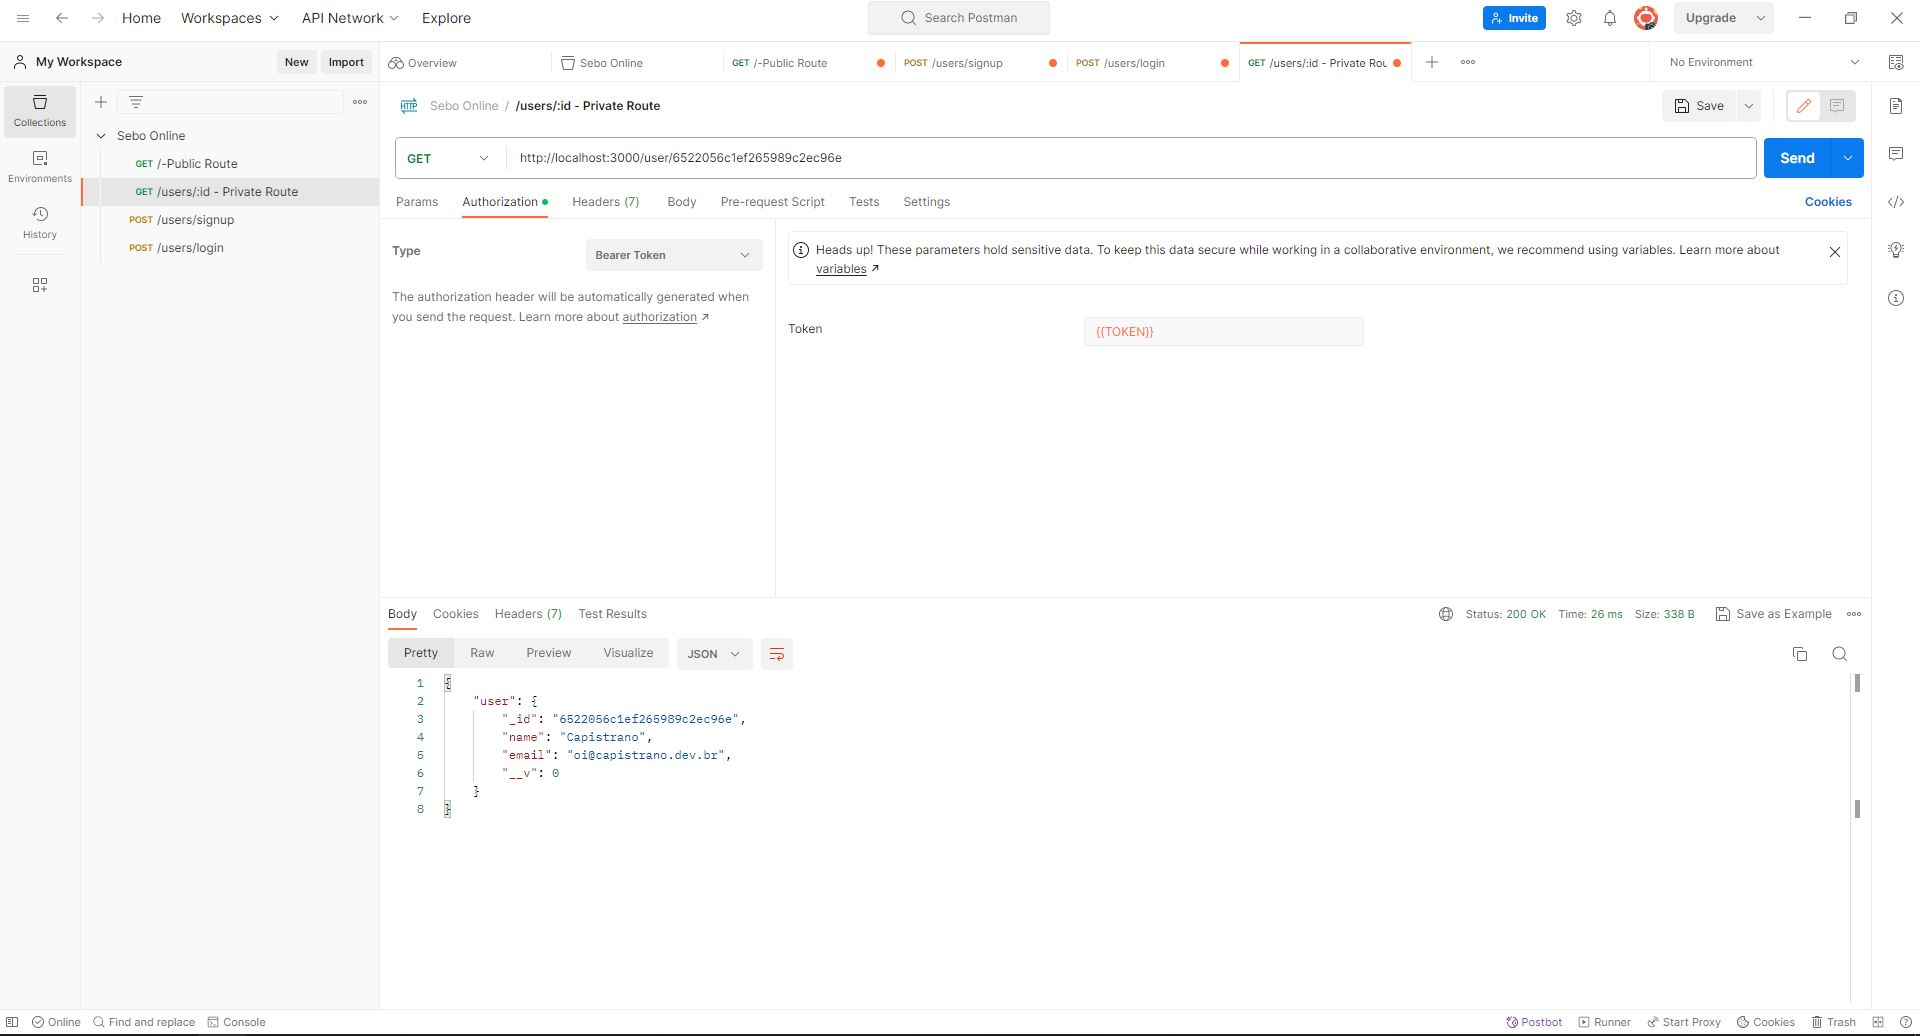 Home Workspaces API Network Explore Search Postman Invite Upgrade
My Workspace New Import Overview Sebo Online GET /-Public Route POST /users/signup POST /users/login GET /users/:id - Private Rou No Environment
Collections
Environments
History
Sebo Online
GET /-Public Route
GET /users/:id - Private Route
POST /users/signup
POST /users/login
HTTP Sebo Online / /users/:id - Private Route Save
GET http://localhost:3000/user/6522056c1ef265989c2ec96e Send
Params Authorization Headers (7) Body Pre-request Script Tests Settings Cookies
Type Bearer Token
The authorization header will be automatically generated when
you send the request. Learn more about authorization ↗
Heads up! These parameters hold sensitive data. To keep this data secure while working in a collaborative environment, we recommend using variables. Learn more about
variables ↗
Token {{TOKEN}}
Body Cookies Headers (7) Test Results Status: 200 OK Time: 26 ms Size: 338 B Save as Example
Pretty Raw Preview Visualize JSON
1 {
2 "user": {
3 "_id": "6522056c1ef265989c2ec96e",
4 "name": "Capistrano",
5 "email": "oi@capistrano.dev.br",
6 "__v": 0
7 }
8 }
Online Find and replace Console Postbot Runner Start Proxy Cookies Trash